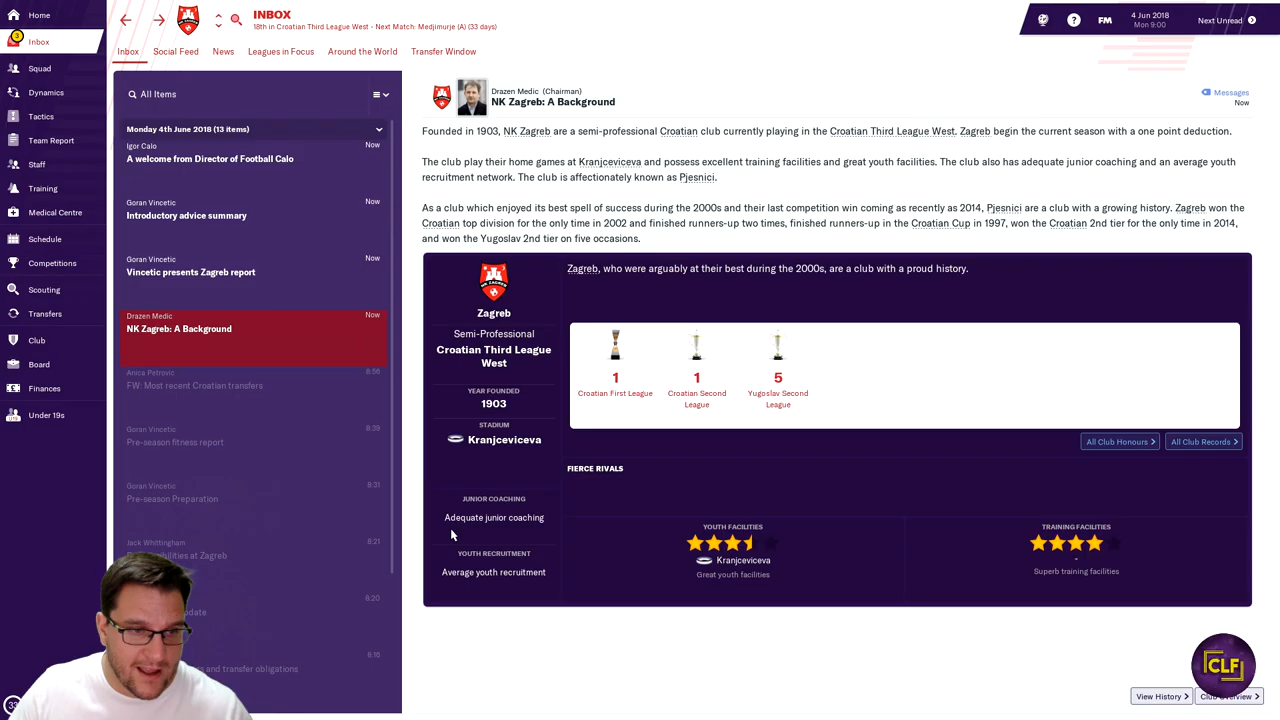 INBOX
18th in Croatian Third League West - Next Match: Medjimurje (A) (33 days)
4 Jun 2018
Mon 9:00
Next Unread
FM
?
Inbox Social Feed News Leagues in Focus Around the World Transfer Window
Home
3
Inbox
Squad
Dynamics
Tactics
Team Report
Staff
Training
Medical Centre
Schedule
Competitions
Scouting
Transfers
Club
Board
Finances
Under 19s
All Items
Monday 4th June 2018 (13 items)
Igor Calo Now
A welcome from Director of Football Calo
Goran Vincetic Now
Introductory advice summary
Goran Vincetic Now
Vincetic presents Zagreb report
Drazen Medic Now
NK Zagreb: A Background
Anica Petrovic 8:56
FW: Most recent Croatian transfers
Goran Vincetic 8:39
Pre-season fitness report
Goran Vincetic 8:31
Pre-season Preparation
Jack Whittingham 8:21
at Zagreb
8:20
update
8:16
and transfer obligations
Drazen Medic (Chairman)
NK Zagreb: A Background
Messages
Now
Founded in 1903, NK Zagreb are a semi-professional Croatian club currently playing in the Croatian Third League West. Zagreb begin the current season with a one point deduction.
The club play their home games at Kranjceviceva and possess excellent training facilities and great youth facilities. The club also has adequate junior coaching and an average youth
recruitment network. The club is affectionately known as Pjesnici.
As a club which enjoyed its best spell of success during the 2000s and their last competition win coming as recently as 2014, Pjesnici are a club with a growing history. Zagreb won the
Croatian top division for the only time in 2002 and finished runners-up two times, finished runners-up in the Croatian Cup in 1997, won the Croatian 2nd tier for the only time in 2014,
and won the Yugoslav 2nd tier on five occasions.
NK ZAGREB
Zagreb
Semi-Professional
Croatian Third League
West
YEAR FOUNDED
1903
STADIUM
Kranjceviceva
JUNIOR COACHING
Adequate junior coaching
YOUTH RECRUITMENT
Average youth recruitment
Zagreb, who were arguably at their best during the 2000s, are a club with a proud history.
1 1 5
Croatian First League Croatian Second Yugoslav Second
League League
All Club Honours All Club Records
FIERCE RIVALS
YOUTH FACILITIES
Kranjceviceva
Great youth facilities
TRAINING FACILITIES
-
Superb training facilities
CLF
View History Club Overview